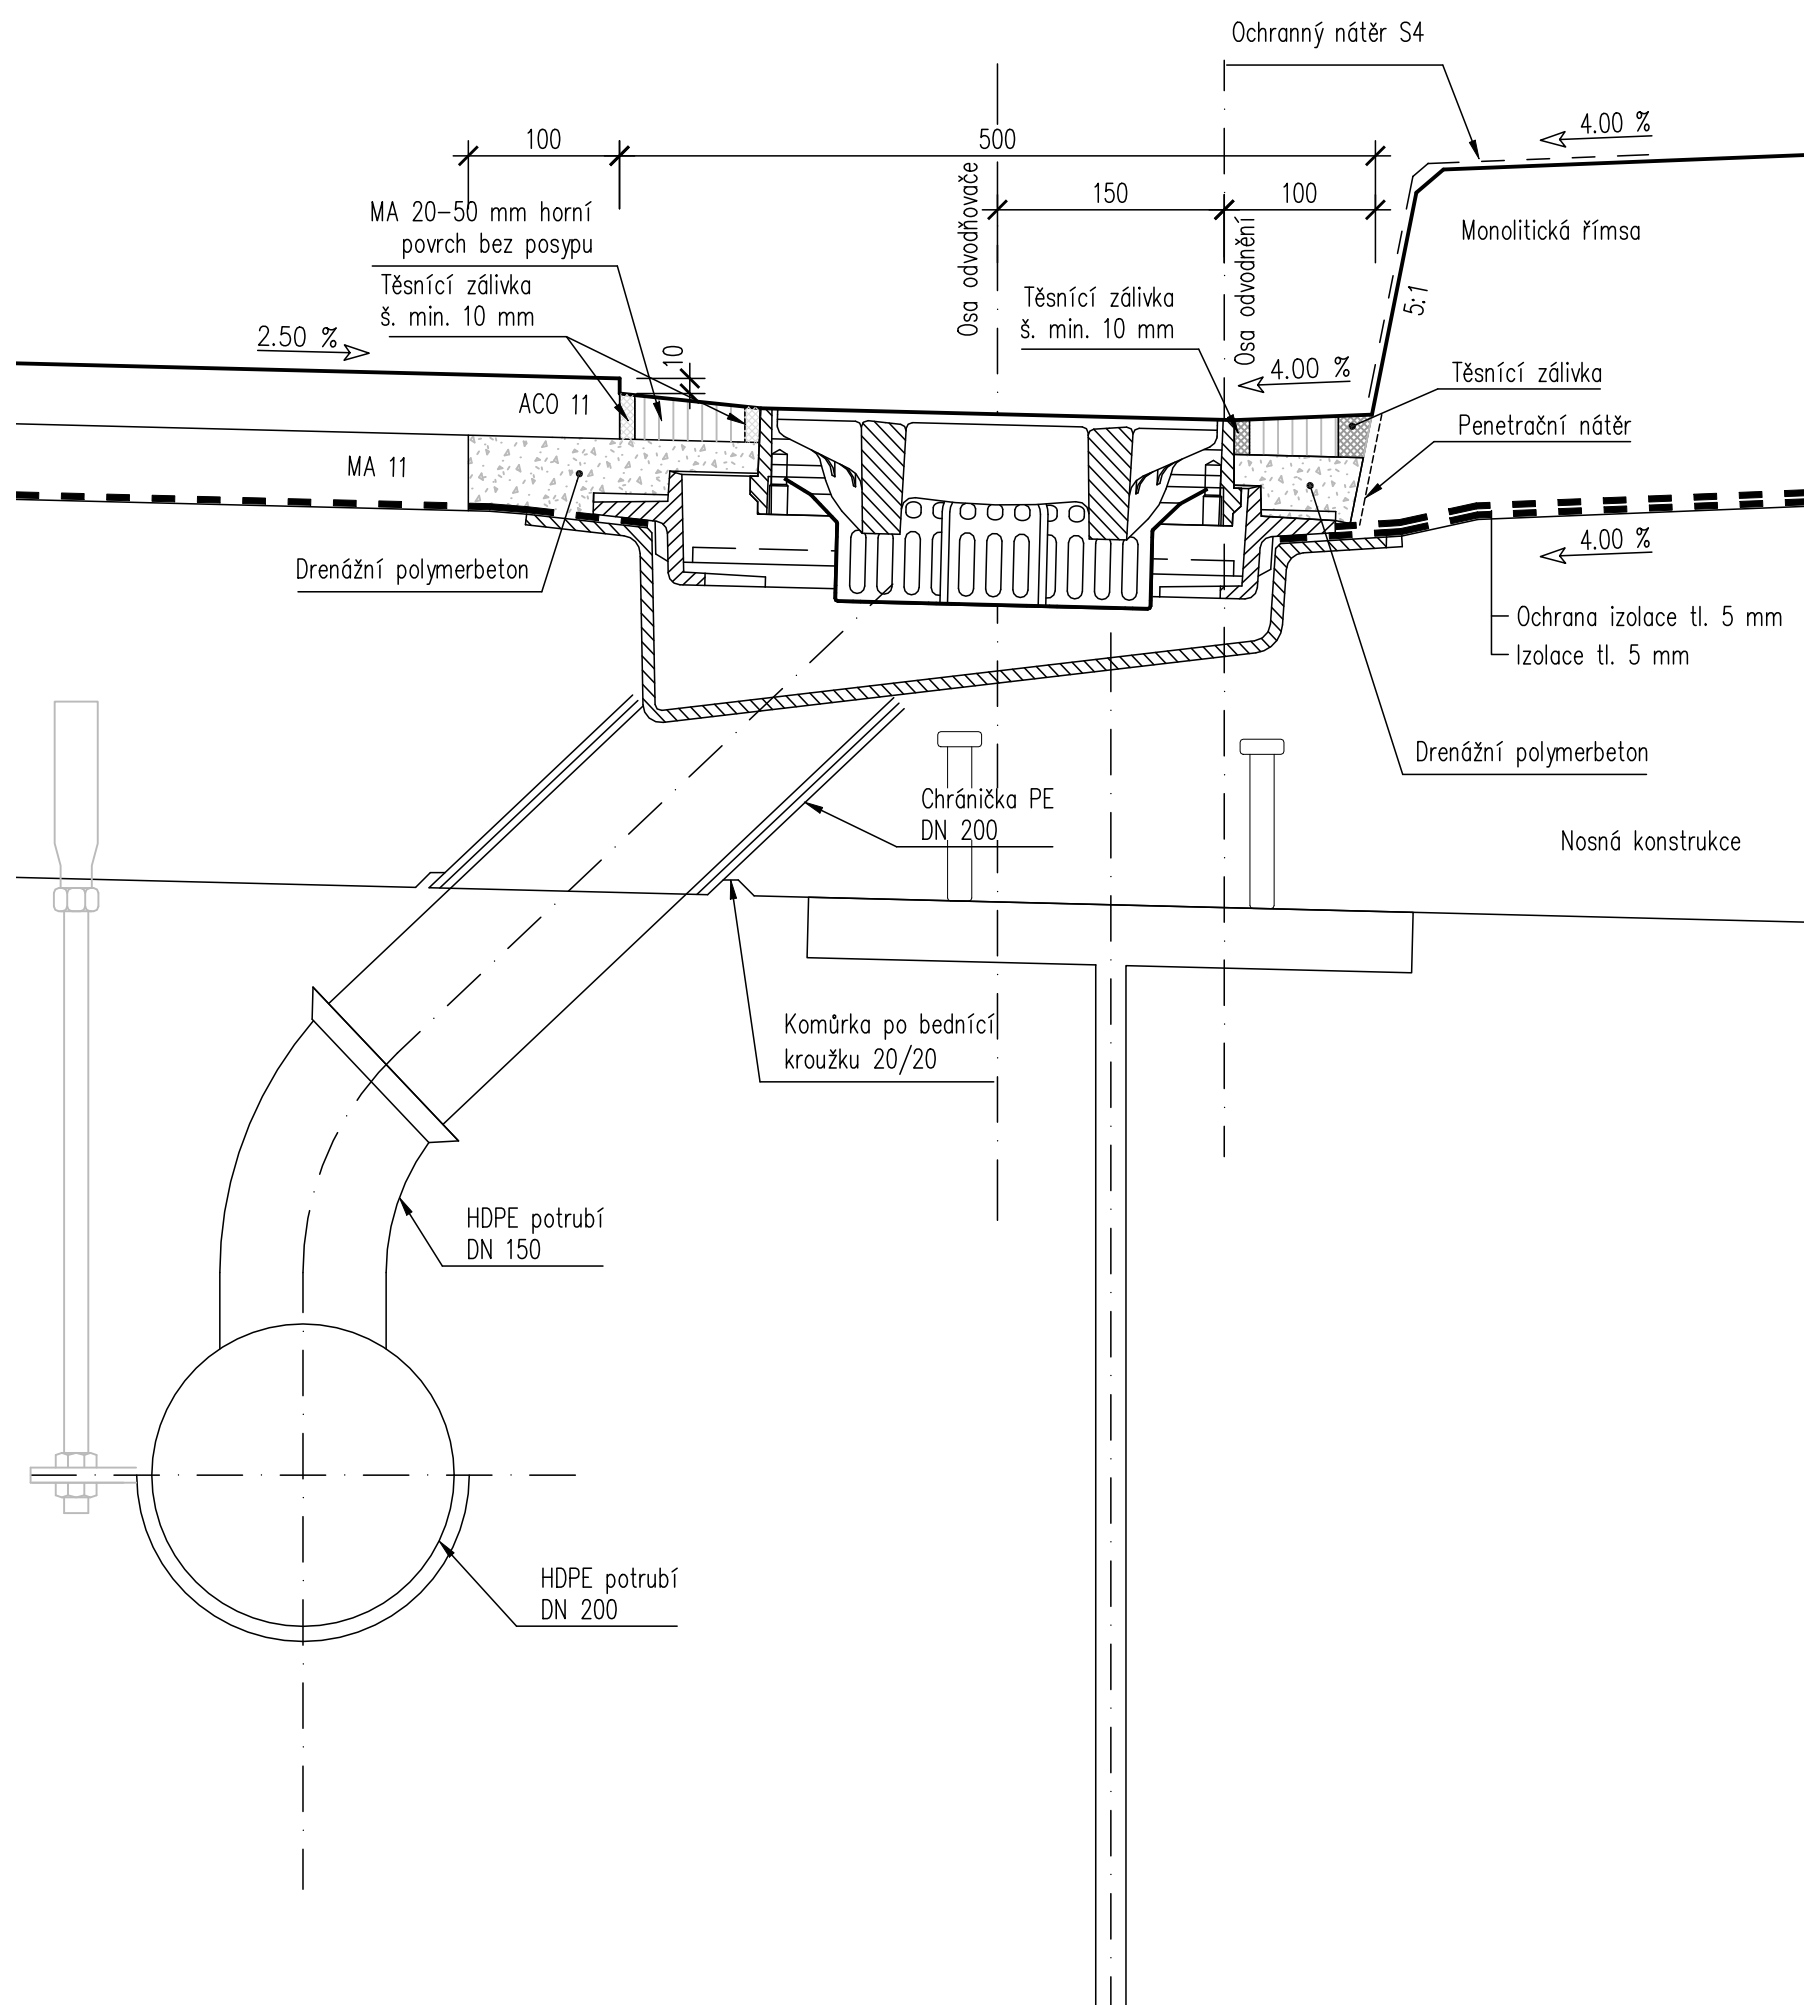 Ochranný nátěr S4
4.00 %
100
500
150
100
Osa odvodňovače
Osa odvodnění
MA 20-50 mm horní
povrch bez posypu
Těsnící zálivka
š. min. 10 mm
Monolitická římsa
5:1
Těsnící zálivka
š. min. 10 mm
2.50 %
10
4.00 %
Těsnící zálivka
ACO 11
Penetrační nátěr
MA 11
4.00 %
Drenážní polymerbeton
Ochrana izolace tl. 5 mm
Izolace tl. 5 mm
Drenážní polymerbeton
Chránička PE
DN 200
Nosná konstrukce
Komůrka po bednící
kroužku 20/20
HDPE potrubí
DN 150
HDPE potrubí
DN 200